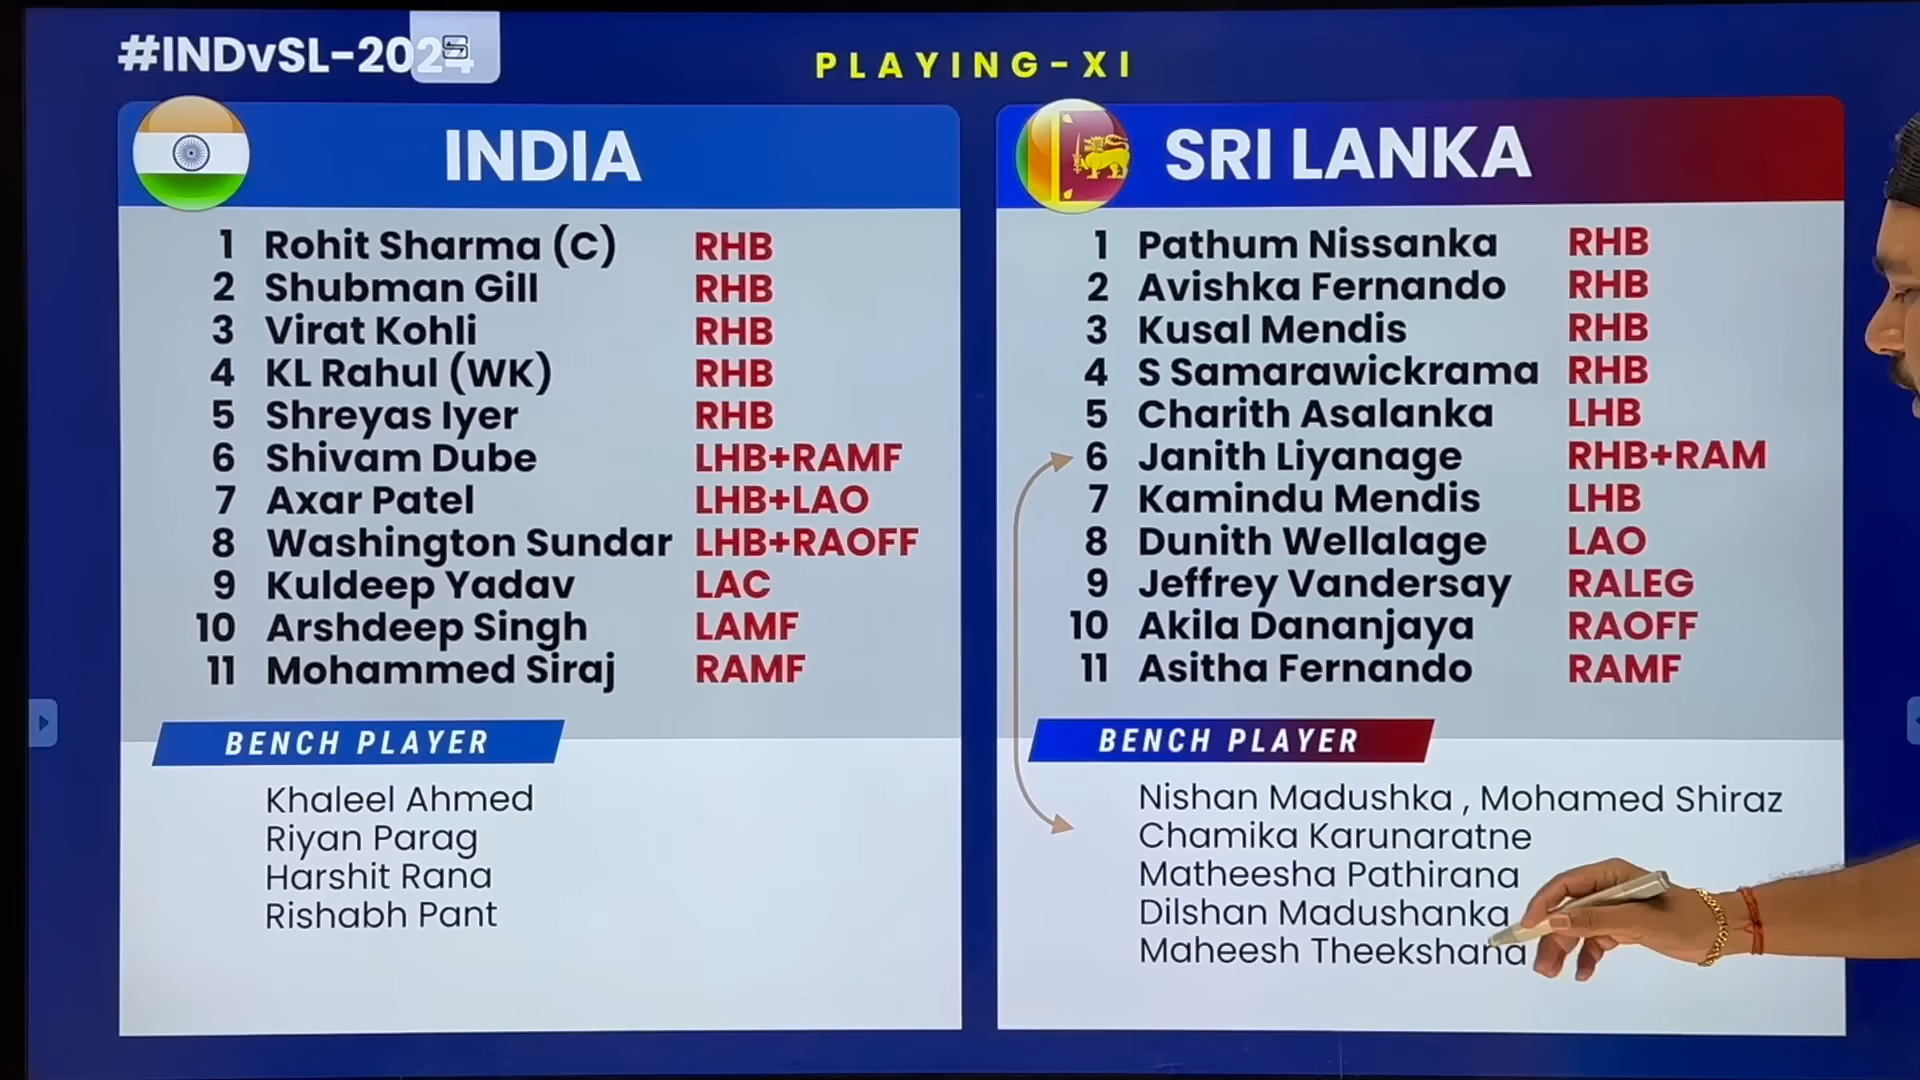 #INDvSL-2024
PLAYING-XI
INDIA
1 Rohit Sharma (C) RHB
2 Shubman Gill RHB
3 Virat Kohli RHB
4 KL Rahul (WK) RHB
5 Shreyas Iyer RHB
6 Shivam Dube LHB+RAMF
7 Axar Patel LHB+LAO
8 Washington Sundar LHB+RAOFF
9 Kuldeep Yadav LAC
10 Arshdeep Singh LAMF
11 Mohammed Siraj RAMF
BENCH PLAYER
Khaleel Ahmed
Riyan Parag
Harshit Rana
Rishabh Pant
SRI LANKA
1 Pathum Nissanka RHB
2 Avishka Fernando RHB
3 Kusal Mendis RHB
4 S Samarawickrama RHB
5 Charith Asalanka LHB
6 Janith Liyanage RHB+RAM
7 Kamindu Mendis LHB
8 Dunith Wellalage LAO
9 Jeffrey Vandersay RALEG
10 Akila Dananjaya RAOFF
11 Asitha Fernando RAMF
BENCH PLAYER
Nishan Madushka , Mohamed Shiraz
Chamika Karunaratne
Matheesha Pathirana
Dilshan Madushanka
Maheesh Theekshana